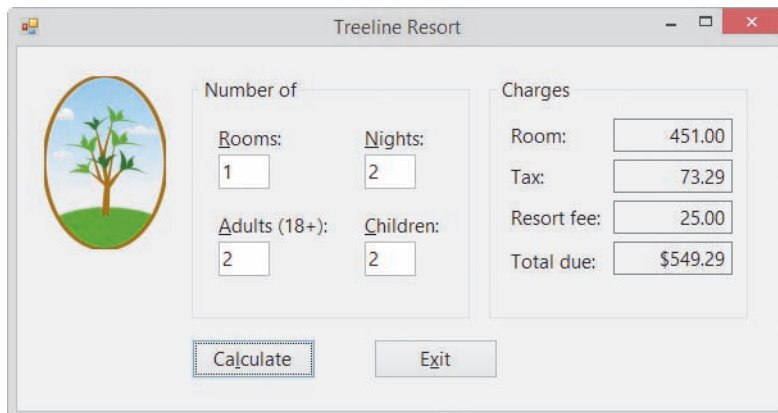 Treeline Resort
Number of
Rooms: Nights:
1 2
Adults (18+): Children:
2 2
Charges
Room: 451.00
Tax: 73.29
Resort fee: 25.00
Total due: $549.29
Calculate Exit